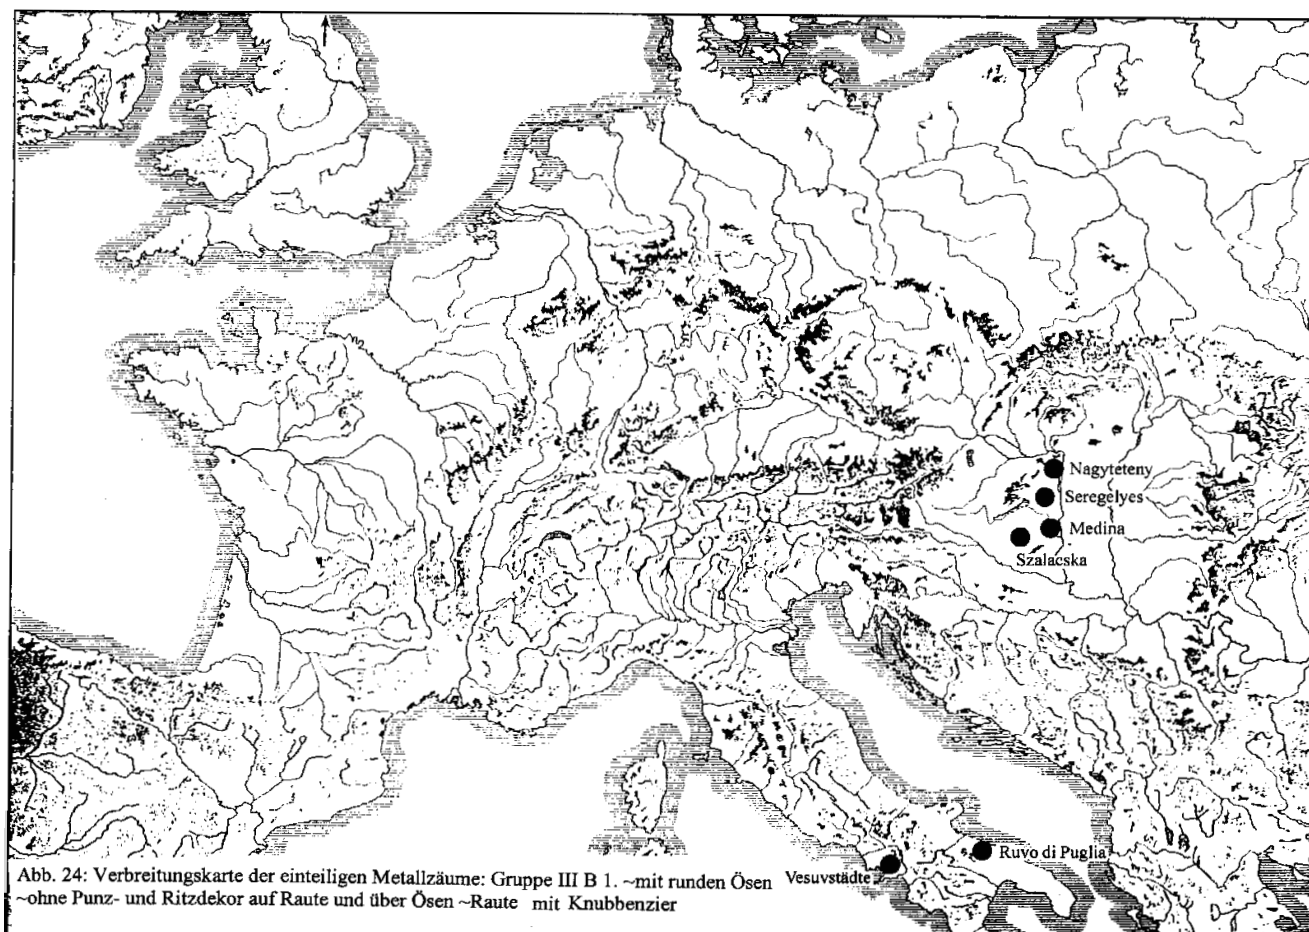 Nagyteteny
Seregelyes
Medina
Szalacska
Ruvo di Puglia
Vesuvstädte
Abb. 24: Verbreitungskarte der einteiligen Metallzäume: Gruppe III B 1. ~mit runden Ösen
~ohne Punz- und Ritzdekor auf Raute und über Ösen ~Raute mit Knubbenzier